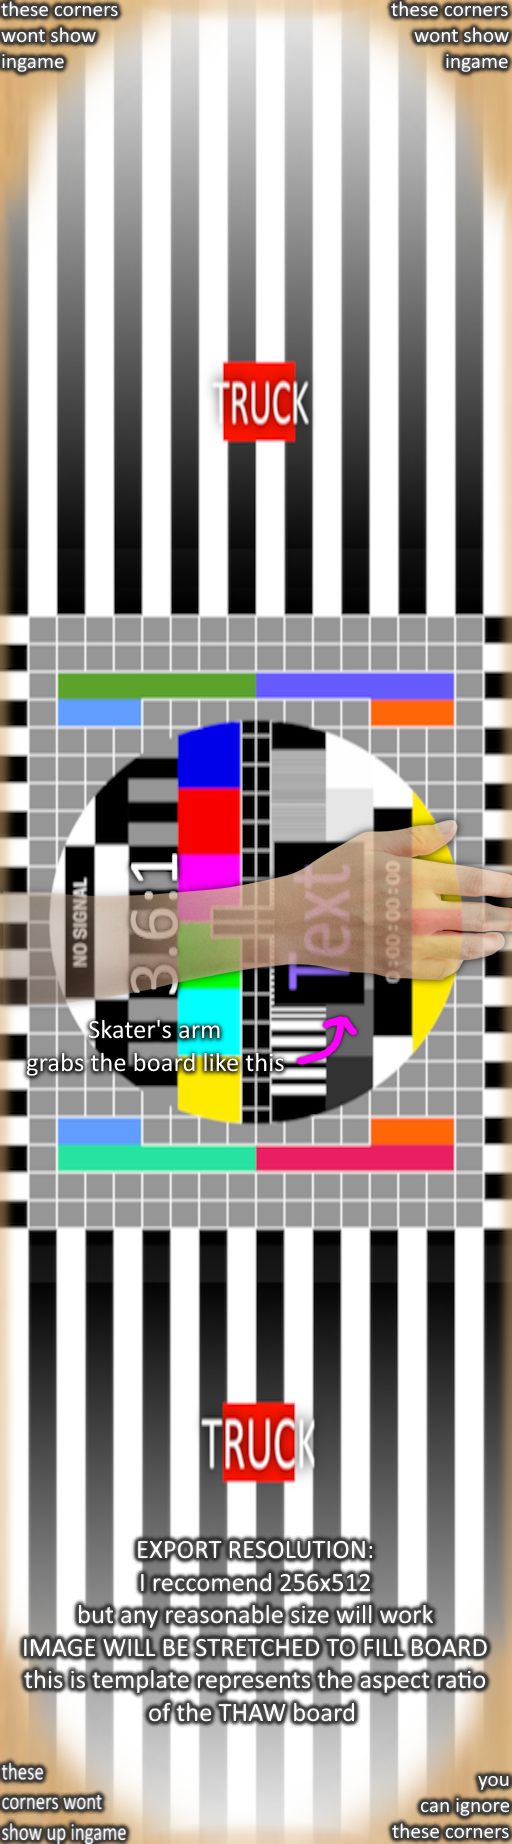 these corners
wont show
ingame
these corners
wont show
ingame
TRUCK
NO SIGNAL
3.6:1
Text
0:00:00:00
Skater's arm
grabs the board like this
TRUCK
EXPORT RESOLUTION:
I reccomend 256x512
but any reasonable size will work
IMAGE WILL BE STRETCHED TO FILL BOARD
this is template represents the aspect ratio
of the THAW board
these
corners wont
show up ingame
you
can ignore
these corners